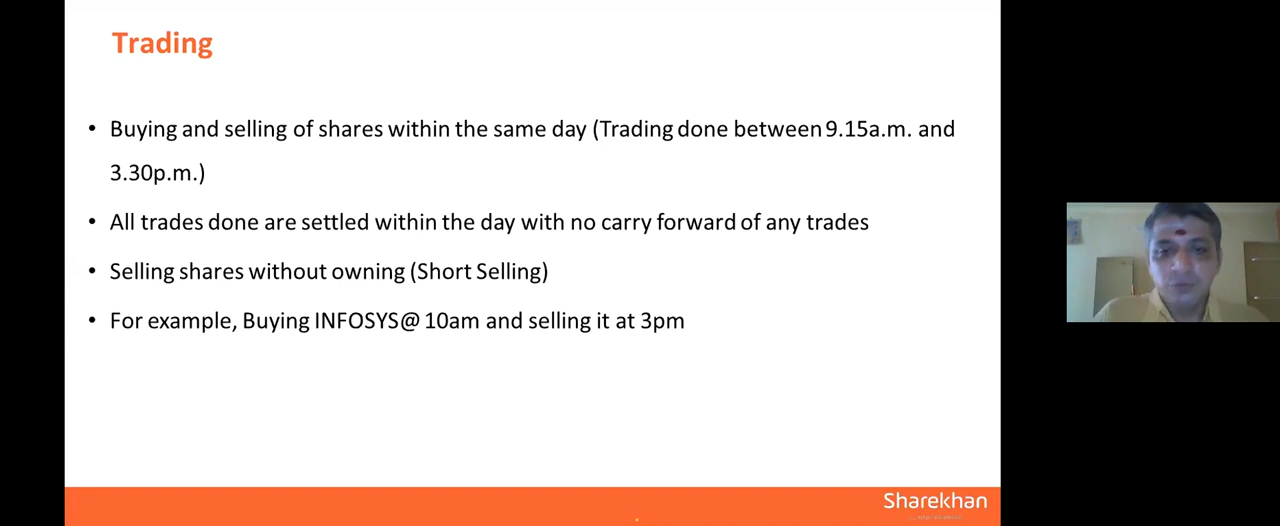 Trading
• Buying and selling of shares within the same day (Trading done between 9.15a.m. and
3.30p.m.)
• All trades done are settled within the day with no carry forward of any trades
• Selling shares without owning (Short Selling)
• For example, Buying INFOSYS@ 10am and selling it at 3pm
Sharekhan